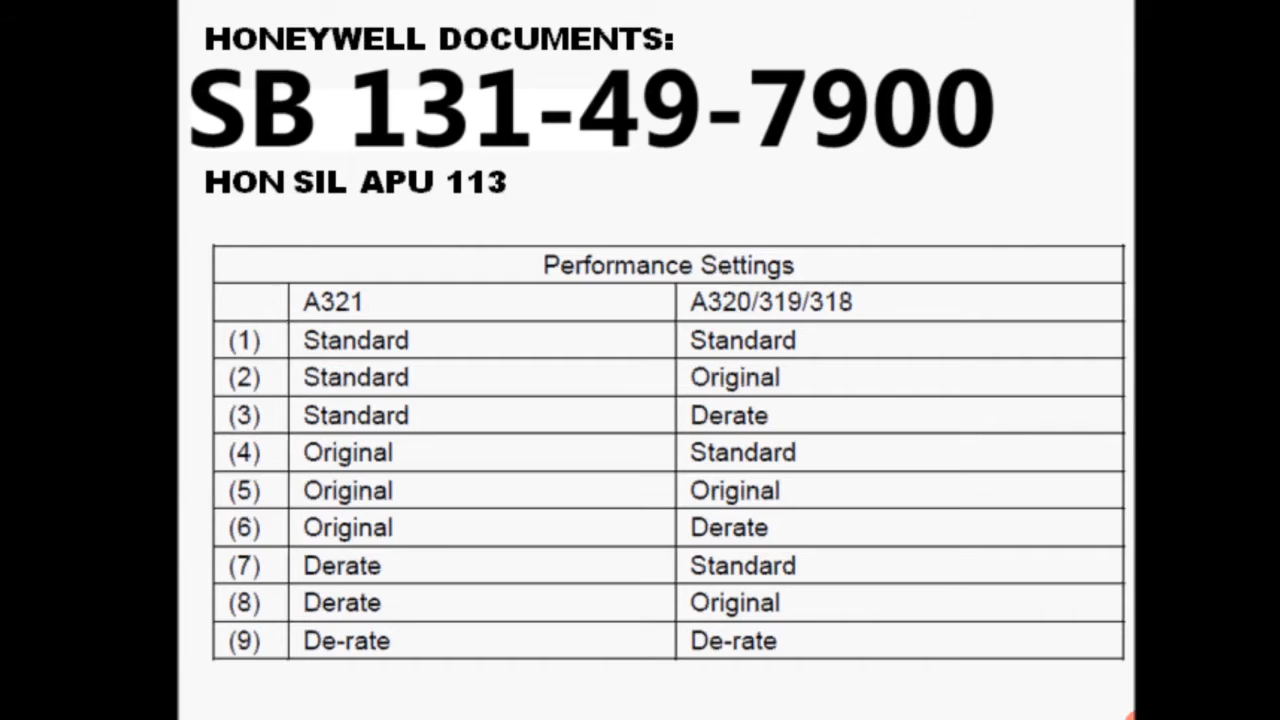 HONEYWELL DOCUMENTS:
SB 131-49-7900
HON SIL APU 113
Performance Settings
A321 A320/319/318
(1) Standard Standard
(2) Standard Original
(3) Standard Derate
(4) Original Standard
(5) Original Original
(6) Original Derate
(7) Derate Standard
(8) Derate Original
(9) De-rate De-rate